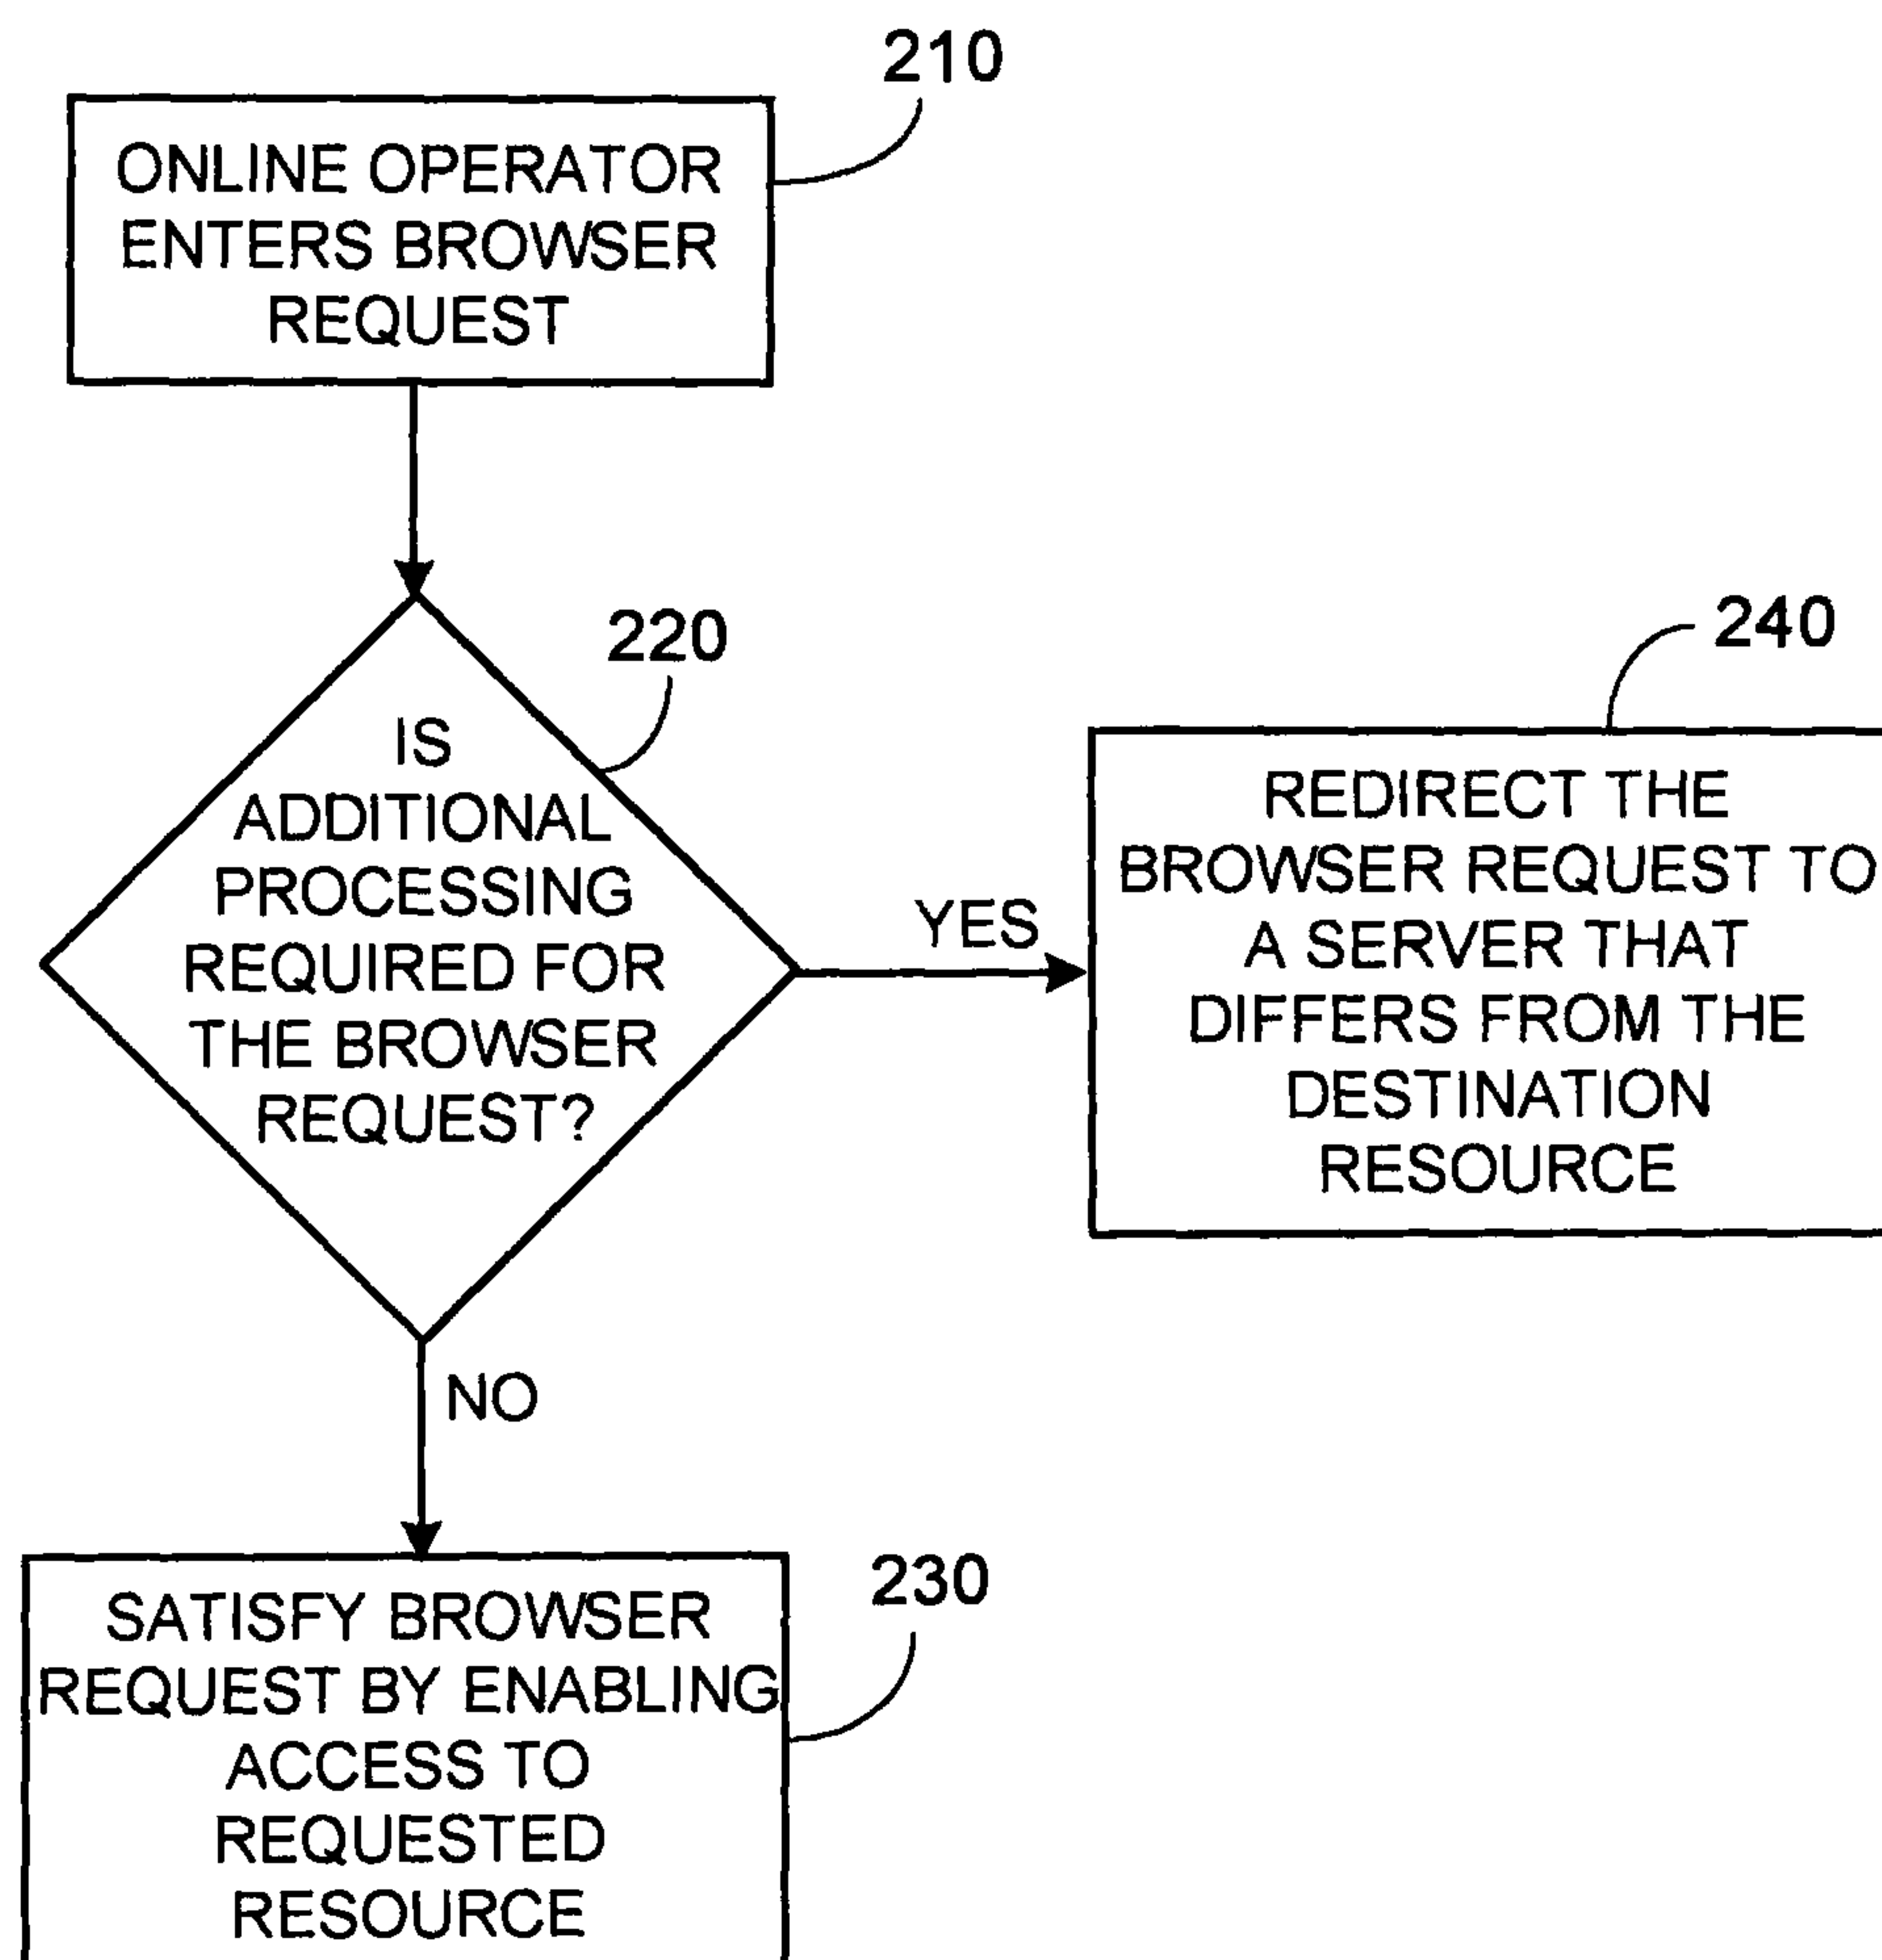 210
ONLINE OPERATOR
ENTERS BROWSER
REQUEST
220
IS
ADDITIONAL
PROCESSING
REQUIRED FOR
THE BROWSER
REQUEST?
YES
240
REDIRECT THE
BROWSER REQUEST TO
A SERVER THAT
DIFFERS FROM THE
DESTINATION
RESOURCE
NO
230
SATISFY BROWSER
REQUEST BY ENABLING
ACCESS TO
REQUESTED
RESOURCE